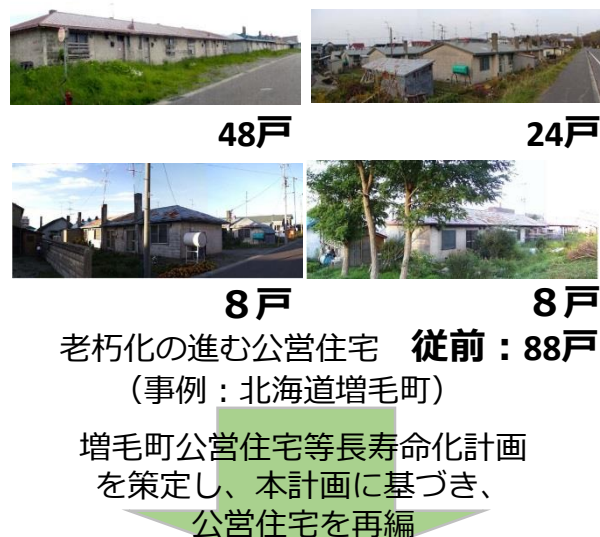 48戸
24戸
８戸
８戸
老朽化の進む公営住宅　従前：88戸
（事例：北海道増毛町）
増毛町公営住宅等長寿命化計画
を策定し、本計画に基づき、
公営住宅を再編